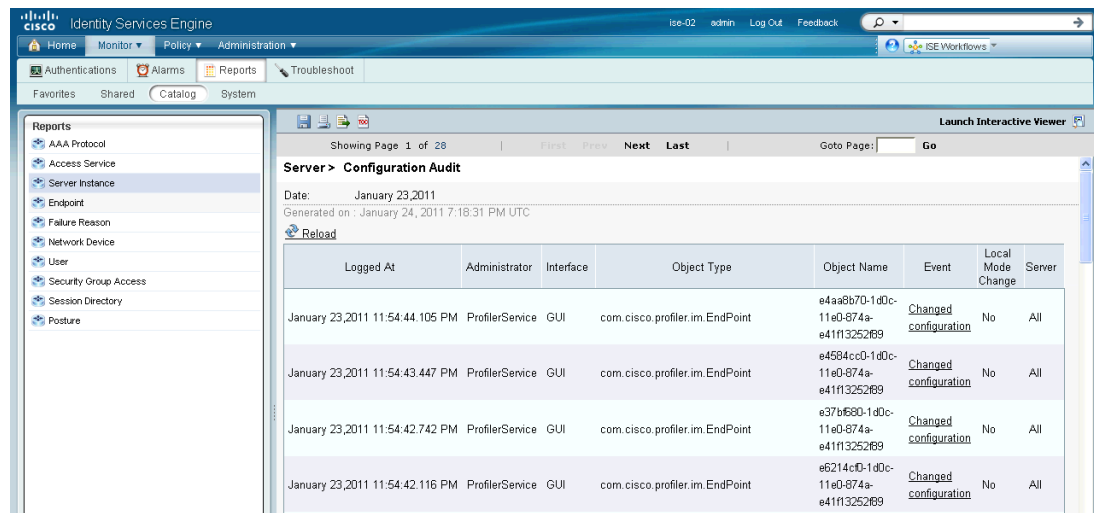 cisco Identity Services Engine ise-02 admin Log Out Feedback
Home Monitor ▾ Policy ▾ Administration ▾ ISE Workflows
Authentications Alarms Reports Troubleshoot
Favorites Shared Catalog System
Reports
AAA Protocol
Access Service
Server Instance
Endpoint
Failure Reason
Network Device
User
Security Group Access
Session Directory
Posture
Launch Interactive Viewer
Showing Page 1 of 28 | First Prev Next Last | Goto Page: Go
Server > Configuration Audit
Date: January 23,2011
Generated on : January 24, 2011 7:18:31 PM UTC
Reload
Logged At Administrator Interface Object Type Object Name Event Local Mode Change Server
January 23,2011 11:54:44.105 PM ProfilerService GUI com.cisco.profiler.im.EndPoint e4aa8b70-1d0c-11e0-874a-e41f13252f89 Changed configuration No All
January 23,2011 11:54:43.447 PM ProfilerService GUI com.cisco.profiler.im.EndPoint e4584cc0-1d0c-11e0-874a-e41f13252f89 Changed configuration No All
January 23,2011 11:54:42.742 PM ProfilerService GUI com.cisco.profiler.im.EndPoint e37bf680-1d0c-11e0-874a-e41f13252f89 Changed configuration No All
January 23,2011 11:54:42.116 PM ProfilerService GUI com.cisco.profiler.im.EndPoint e6214cf0-1d0c-11e0-874a-e41f13252f89 Changed configuration No All